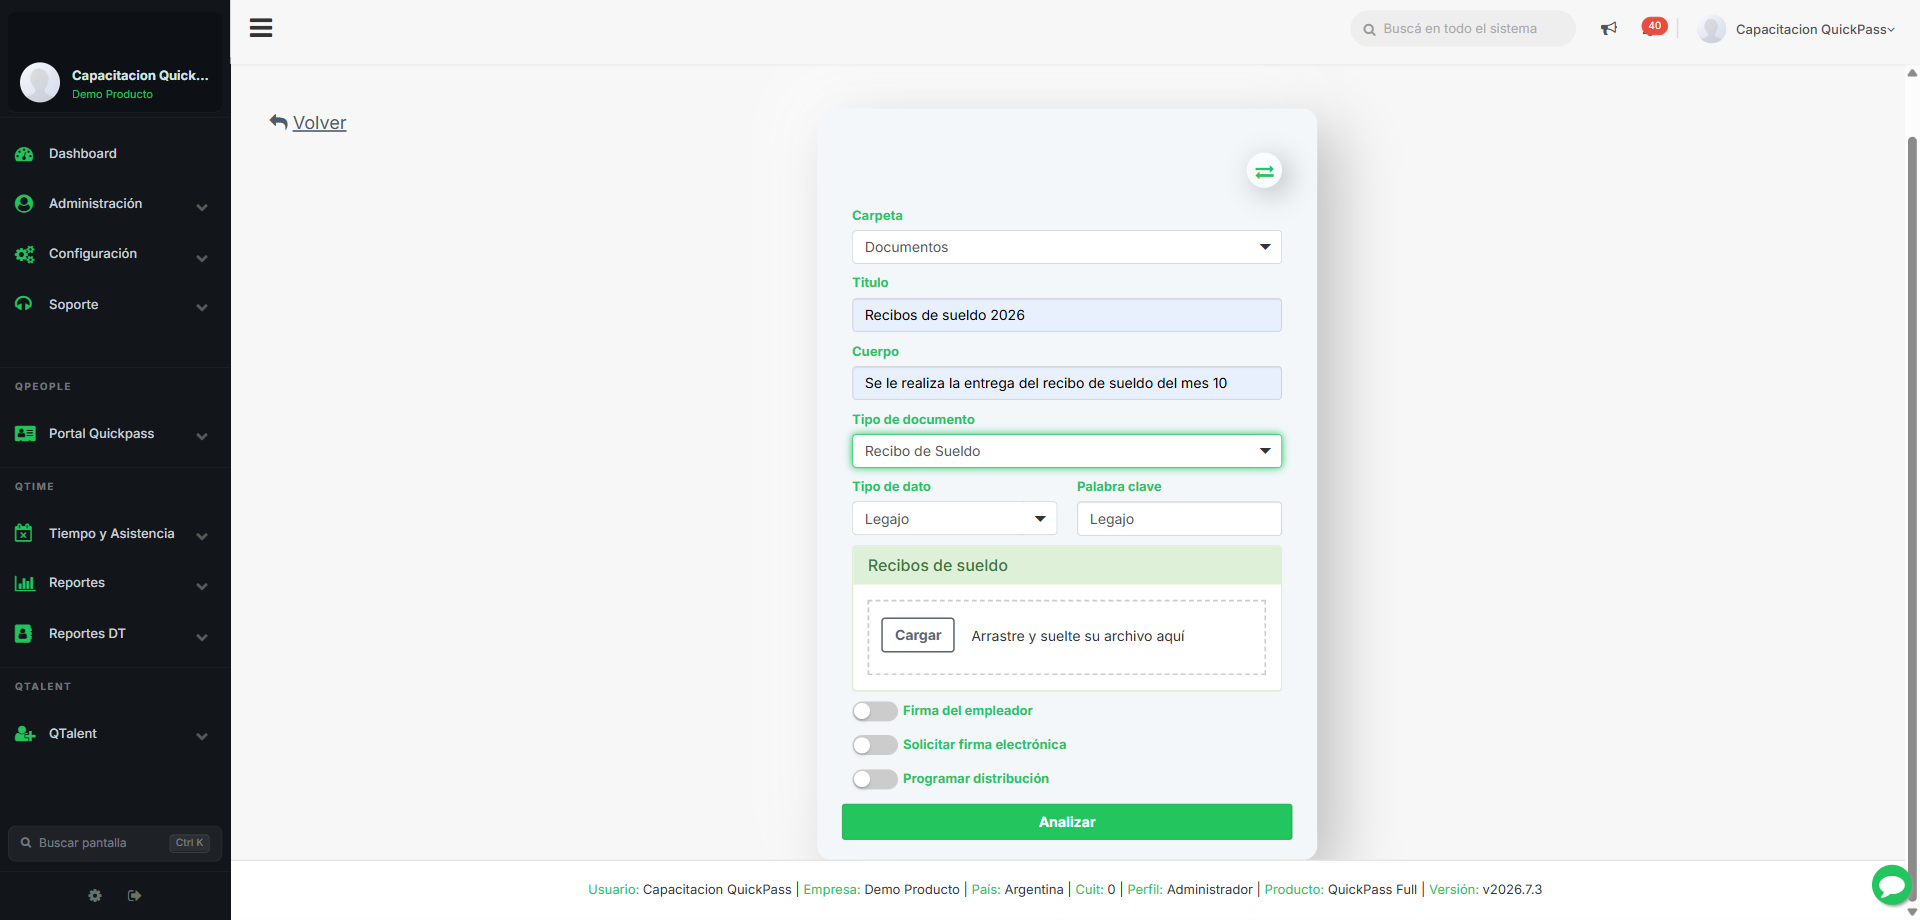 Capacitacion Quick...
Demo Producto
Dashboard
Administración
Configuración
Soporte
QPEOPLE
Portal Quickpass
QTIME
Tiempo y Asistencia
Reportes
Reportes DT
QTALENT
QTalent
Buscar pantalla
Ctrl K
Buscá en todo el sistema
40
Capacitacion QuickPass
Volver
Carpeta
Documentos
Titulo
Recibos de sueldo 2026
Cuerpo
Se le realiza la entrega del recibo de sueldo del mes 10
Tipo de documento
Recibo de Sueldo
Tipo de dato
Palabra clave
Legajo
Legajo
Recibos de sueldo
Cargar
Arrastre y suelte su archivo aquí
Firma del empleador
Solicitar firma electrónica
Programar distribución
Analizar
Usuario: Capacitacion QuickPass | Empresa: Demo Producto | País: Argentina | Cuit: 0 | Perfil: Administrador | Producto: QuickPass Full | Versión: v2026.7.3